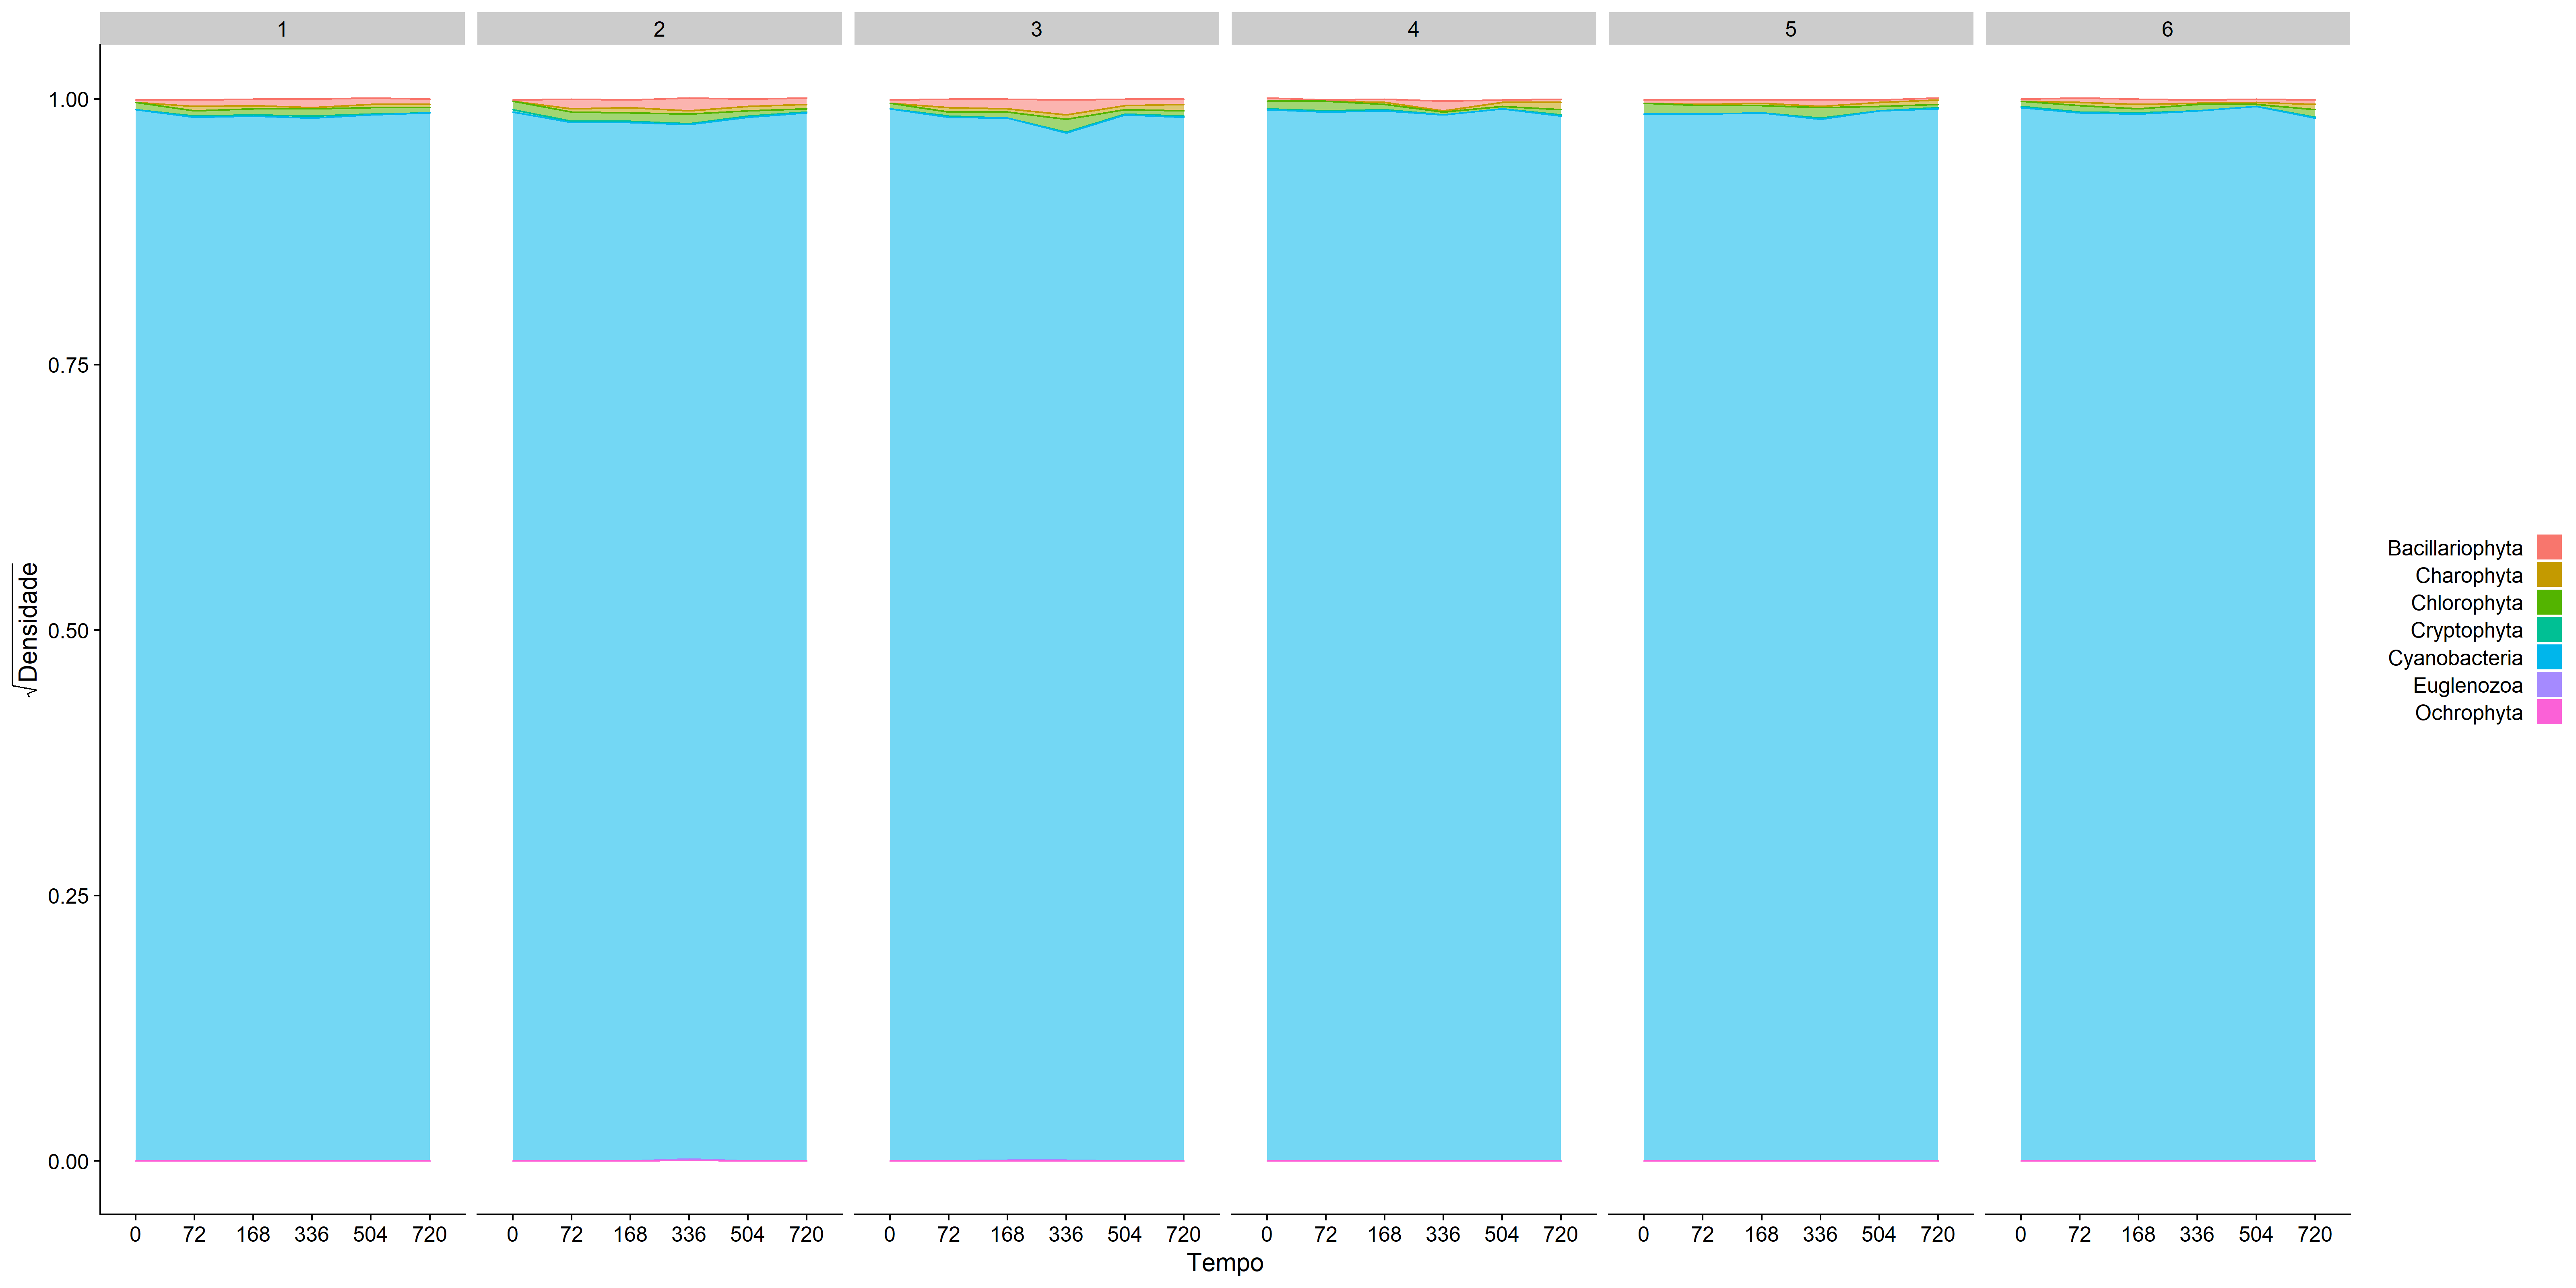 1 2 3 4 5 6
1.00
0.75
0.50
0.25
0.00
√Densidade
0 72 168 336 504 720 0 72 168 336 504 720 0 72 168 336 504 720 0 72 168 336 504 720 0 72 168 336 504 720 0 72 168 336 504 720
Tempo
Bacillariophyta
Charophyta
Chlorophyta
Cryptophyta
Cyanobacteria
Euglenozoa
Ochrophyta